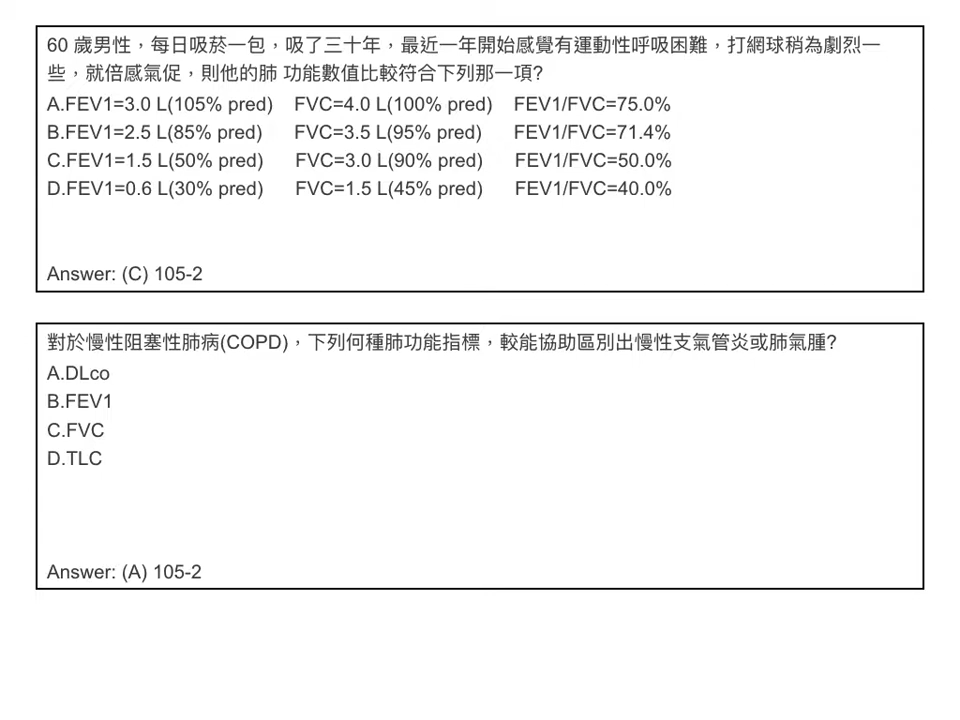 60 歲男性，每日吸菸一包，吸了三十年，最近一年開始感覺有運動性呼吸困難，打網球稍為劇烈一
些，就倍感氣促，則他的肺 功能數值比較符合下列那一項?
A.FEV1=3.0 L(105% pred) FVC=4.0 L(100% pred) FEV1/FVC=75.0%
B.FEV1=2.5 L(85% pred) FVC=3.5 L(95% pred) FEV1/FVC=71.4%
C.FEV1=1.5 L(50% pred) FVC=3.0 L(90% pred) FEV1/FVC=50.0%
D.FEV1=0.6 L(30% pred) FVC=1.5 L(45% pred) FEV1/FVC=40.0%
Answer: (C) 105-2
對於慢性阻塞性肺病(COPD)，下列何種肺功能指標，較能協助區別出慢性支氣管炎或肺氣腫?
A.DLco
B.FEV1
C.FVC
D.TLC
Answer: (A) 105-2